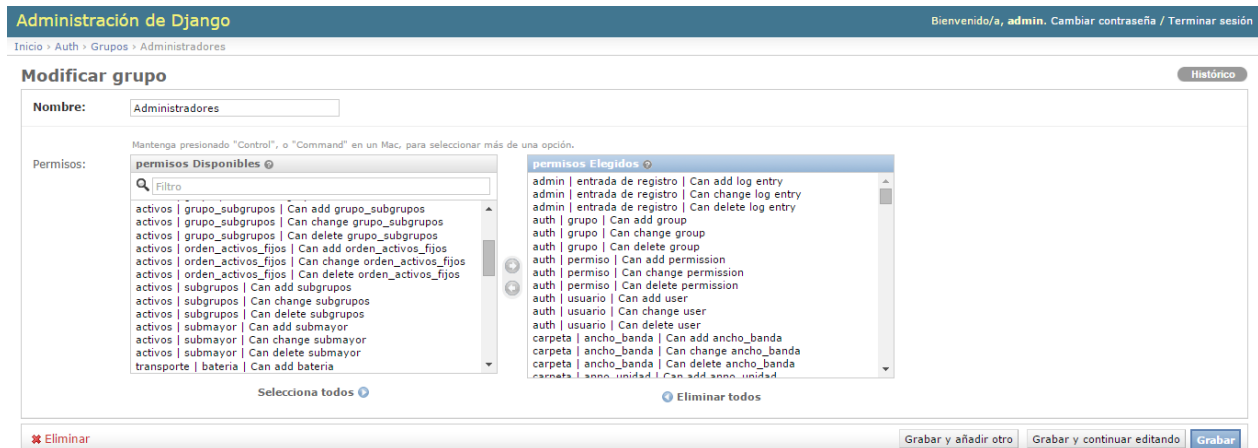 Administración de Django
Bienvenido/a, admin. Cambiar contraseña / Terminar sesión
Inicio › Auth › Grupos › Administradores
Modificar grupo
Histórico
Nombre:
Administradores
Mantenga presionado "Control", o "Command" en un Mac, para seleccionar más de una opción.
Permisos:
permisos Disponibles
Filtro
activos | grupo_subgrupos | Can add grupo_subgrupos
activos | grupo_subgrupos | Can change grupo_subgrupos
activos | grupo_subgrupos | Can delete grupo_subgrupos
activos | orden_activos_fijos | Can add orden_activos_fijos
activos | orden_activos_fijos | Can change orden_activos_fijos
activos | orden_activos_fijos | Can delete orden_activos_fijos
activos | subgrupos | Can add subgrupos
activos | subgrupos | Can change subgrupos
activos | subgrupos | Can delete subgrupos
activos | submayor | Can add submayor
activos | submayor | Can change submayor
activos | submayor | Can delete submayor
transporte | bateria | Can add bateria
Selecciona todos
permisos Elegidos
admin | entrada de registro | Can add log entry
admin | entrada de registro | Can change log entry
admin | entrada de registro | Can delete log entry
auth | grupo | Can add group
auth | grupo | Can change group
auth | grupo | Can delete group
auth | permiso | Can add permission
auth | permiso | Can change permission
auth | permiso | Can delete permission
auth | usuario | Can add user
auth | usuario | Can change user
auth | usuario | Can delete user
carpeta | ancho_banda | Can add ancho_banda
carpeta | ancho_banda | Can change ancho_banda
carpeta | ancho_banda | Can delete ancho_banda
carpeta | anno_unidad | Can add anno_unidad
Eliminar todos
Eliminar
Grabar y añadir otro
Grabar y continuar editando
Grabar